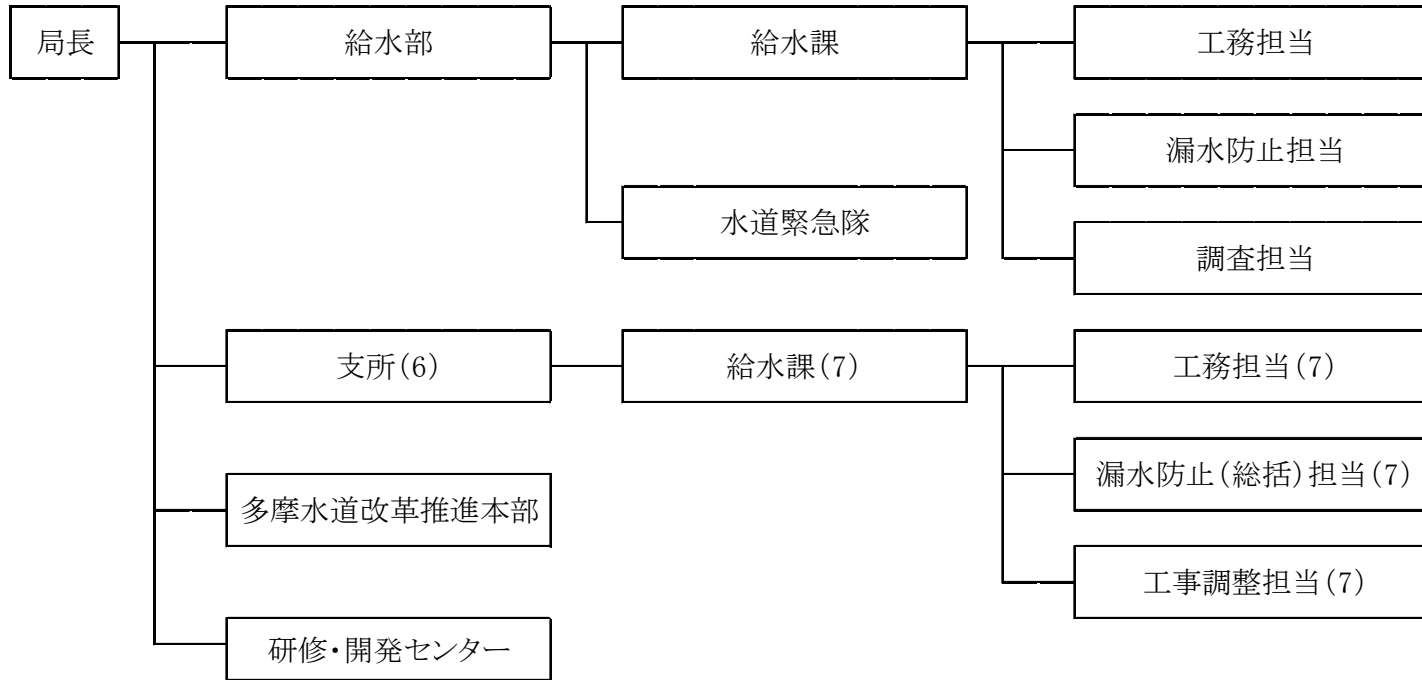 局長
給水部
給水課
工務担当
漏水防止担当
水道緊急隊
調査担当
支所(6)
給水課(7)
工務担当(7)
漏水防止(総括)担当(7)
多摩水道改革推進本部
工事調整担当(7)
研修・開発センター